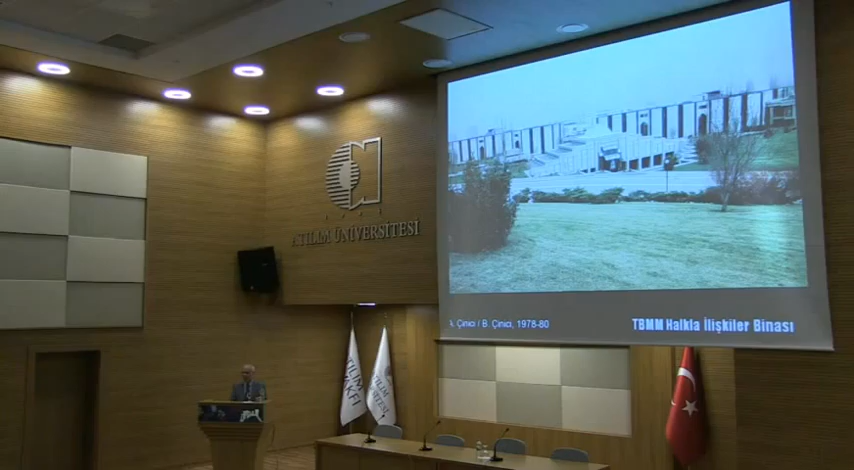 ATILIM ÜNİVERSİTESİ
A. Çinici / B. Çinici, 1978-80
TBMM Halkla İlişkiler Binası